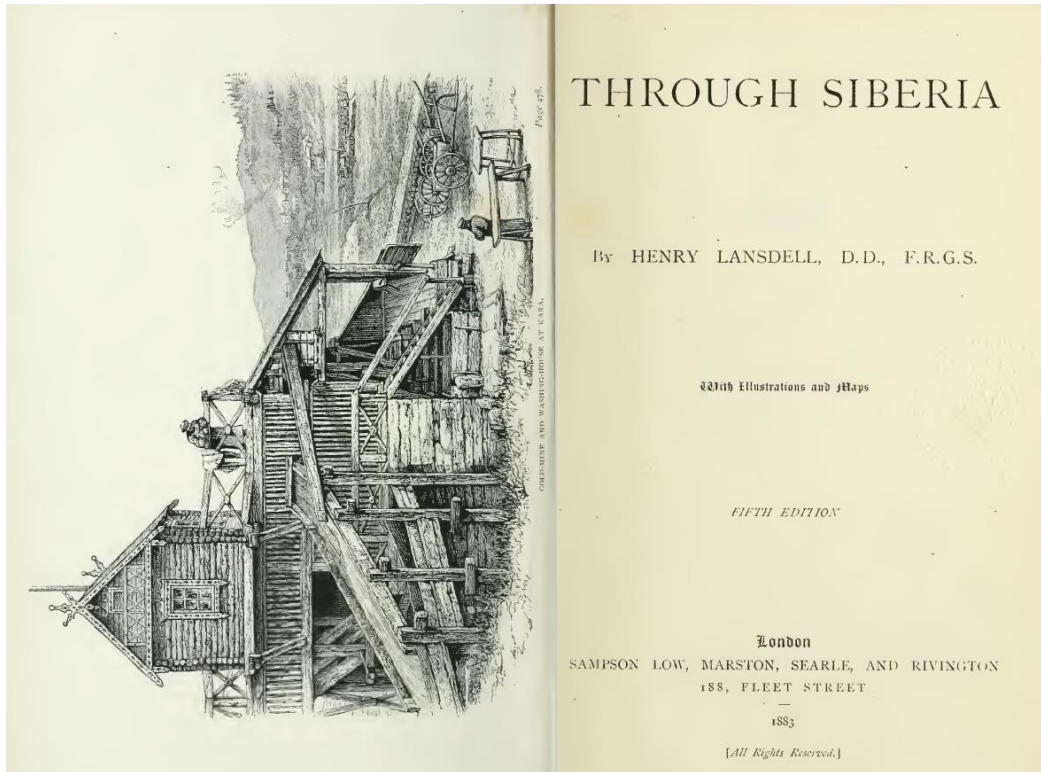 Page 478.
GOLD-MINE AND WASHING-HOUSE AT KARA.
THROUGH SIBERIA
By HENRY LANSDELL, D.D., F.R.G.S.
With Illustrations and Maps
FIFTH EDITION
London
SAMPSON LOW, MARSTON, SEARLE, AND RIVINGTON
188, FLEET STREET
1883
[All Rights Reserved.]